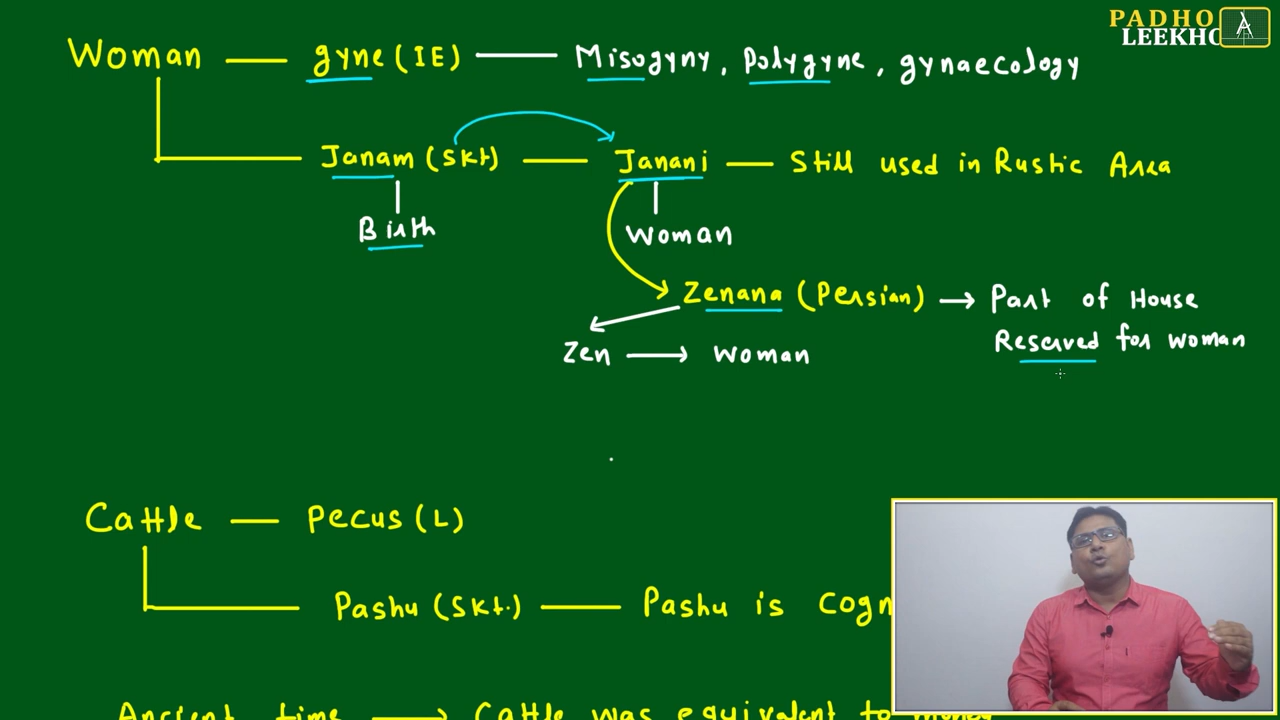 PADHO
LEEKHO
Woman — gyne (IE) — Misogyny, Polygyne, gynaecology
Janam (Skt) — Janani — Still used in Rustic Area
Birth
Woman
Zenana (Persian) → Part of House
Reserved for woman
Zen → woman
Cattle — Pecus (L)
Pashu (Skt.) — Pashu is Cogn
Ancient time → Cattle was equivalent to money